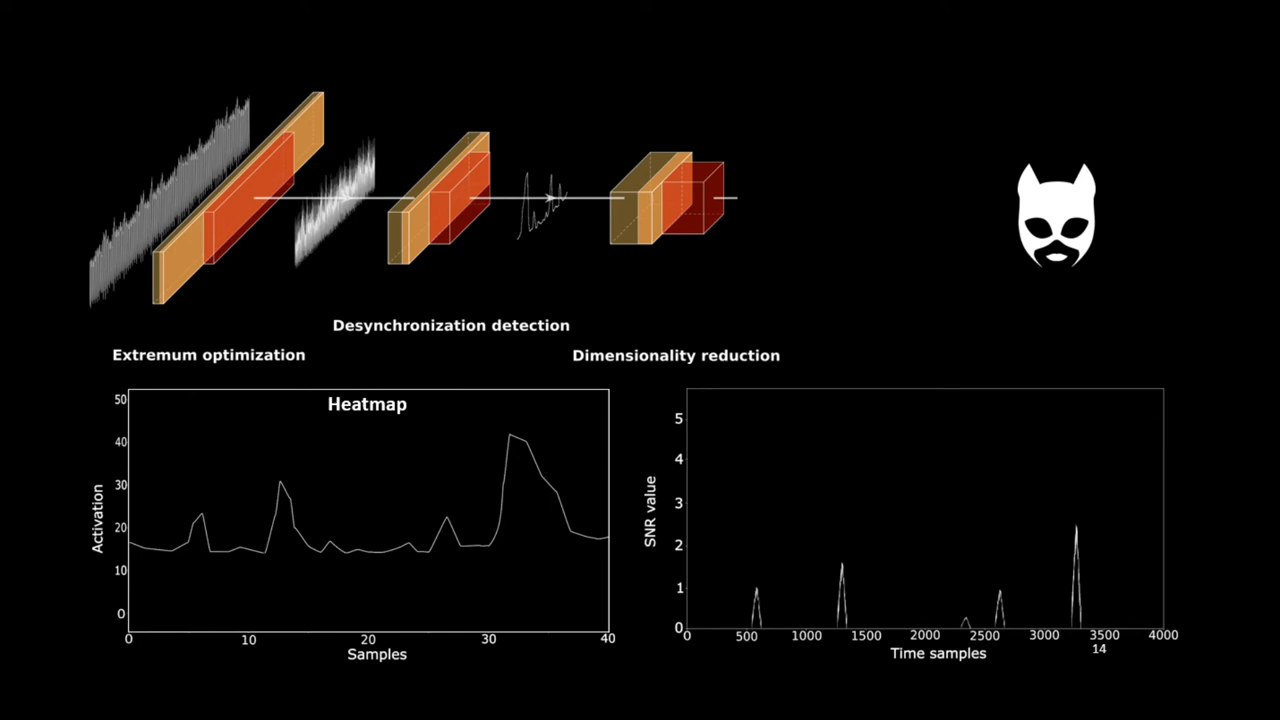 Desynchronization detection
Extremum optimization
Dimensionality reduction
Heatmap
50
40
30
20
10
0
Activation
0 10 20 30 40
Samples
5
4
3
2
1
0
SNR value
0 500 1000 1500 2000 2500 3000 3500 4000
Time samples
14